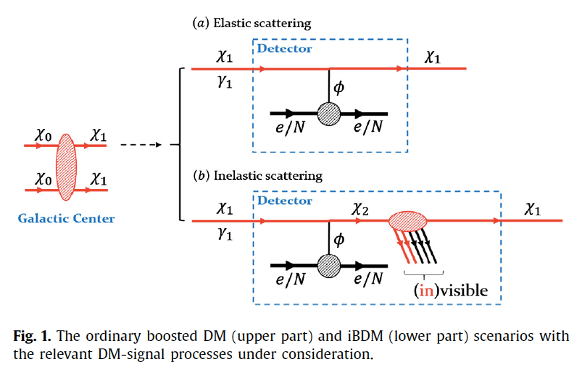 (a) Elastic scattering
Detector
χ₁
χ₁
γ₁
ϕ
e/N
e/N
χ₀
χ₁
χ₀
χ₁
Galactic Center
(b) Inelastic scattering
Detector
χ₁
χ₂
χ₁
γ₁
ϕ
e/N
e/N
(in)visible
Fig. 1. The ordinary boosted DM (upper part) and iBDM (lower part) scenarios with
the relevant DM-signal processes under consideration.